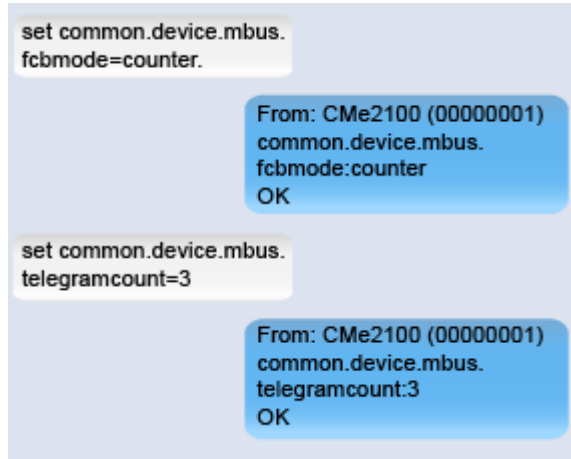 set common.device.mbus.
fcbmode=counter.
From: CMe2100 (00000001)
common.device.mbus.
fcbmode:counter
OK
set common.device.mbus.
telegramcount=3
From: CMe2100 (00000001)
common.device.mbus.
telegramcount:3
OK